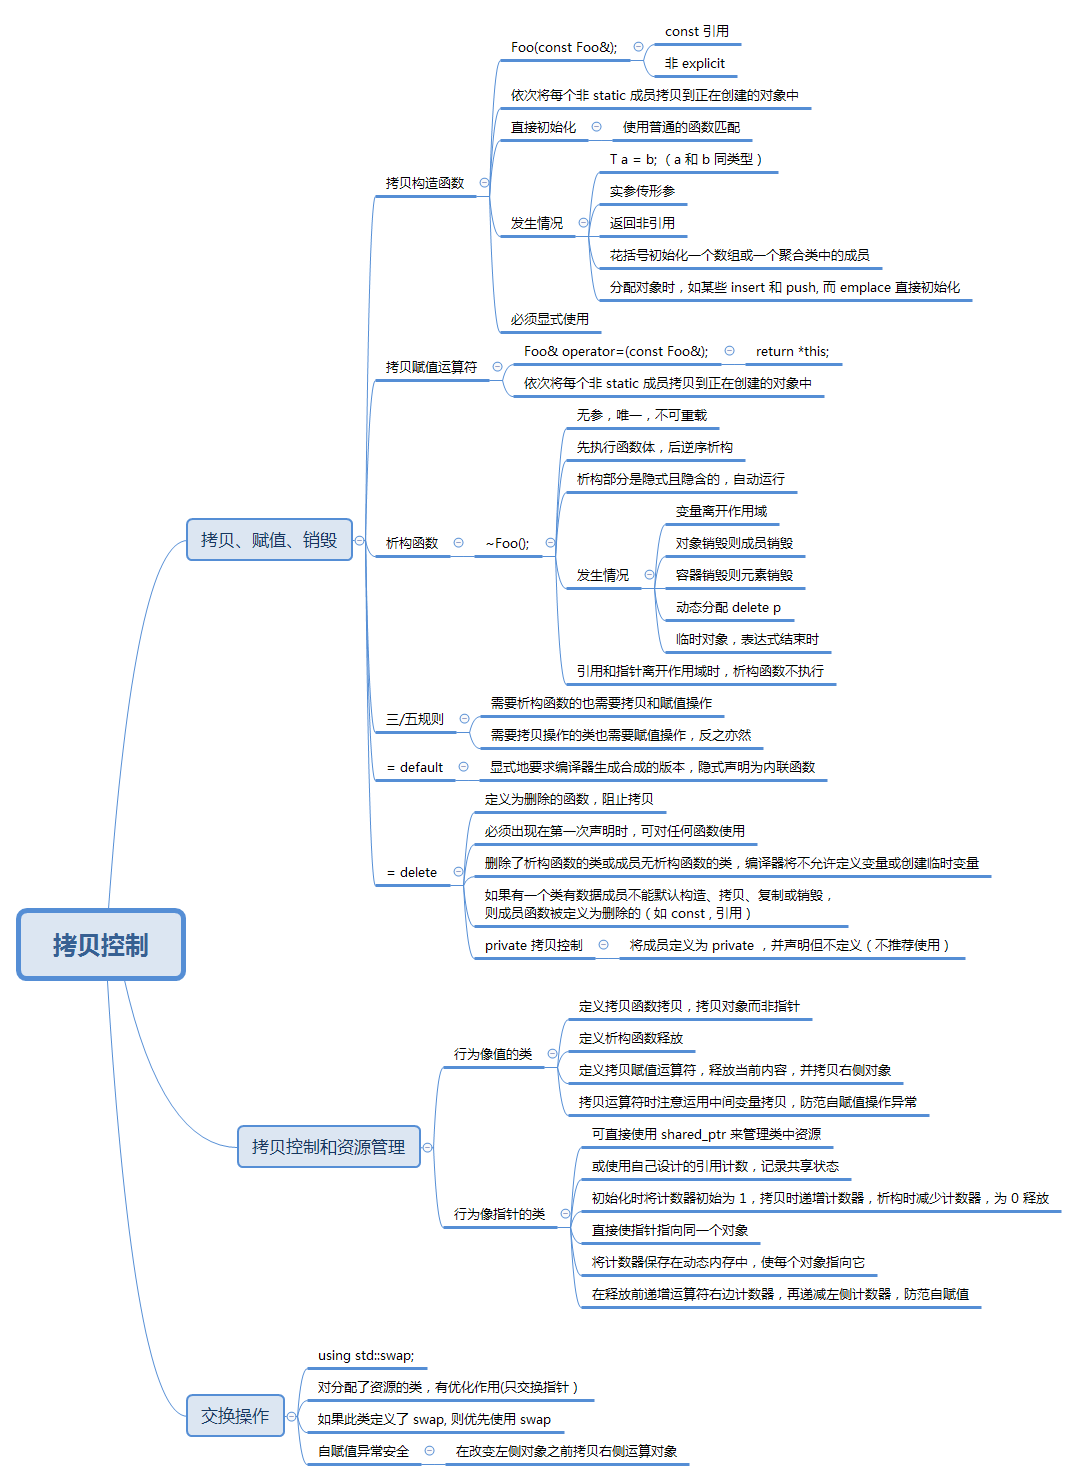 拷贝控制
拷贝、赋值、销毁
拷贝构造函数
Foo(const Foo&);
const 引用
非 explicit
依次将每个非 static 成员拷贝到正在创建的对象中
直接初始化
使用普通的函数匹配
发生情况
T a = b;（a 和 b 同类型）
实参传形参
返回非引用
花括号初始化一个数组或一个聚合类中的成员
分配对象时，如某些 insert 和 push, 而 emplace 直接初始化
必须显式使用
拷贝赋值运算符
Foo& operator=(const Foo&);
return *this;
依次将每个非 static 成员拷贝到正在创建的对象中
析构函数
~Foo();
无参，唯一，不可重载
先执行函数体，后逆序析构
析构部分是隐式且隐含的，自动运行
发生情况
变量离开作用域
对象销毁则成员销毁
容器销毁则元素销毁
动态分配 delete p
临时对象，表达式结束时
引用和指针离开作用域时，析构函数不执行
三/五规则
需要析构函数的也需要拷贝和赋值操作
需要拷贝操作的类也需要赋值操作，反之亦然
= default
显式地要求编译器生成合成的版本，隐式声明为内联函数
= delete
定义为删除的函数，阻止拷贝
必须出现在第一次声明时，可对任何函数使用
删除了析构函数的类或成员无析构函数的类，编译器将不允许定义变量或创建临时变量
如果有一个类有数据成员不能默认构造、拷贝、复制或销毁，
则成员函数被定义为删除的（如 const , 引用）
private 拷贝控制
将成员定义为 private ，并声明但不定义（不推荐使用）
拷贝控制和资源管理
行为像值的类
定义拷贝函数拷贝，拷贝对象而非指针
定义析构函数释放
定义拷贝赋值运算符，释放当前内容，并拷贝右侧对象
拷贝运算符时注意运用中间变量拷贝，防范自赋值操作异常
行为像指针的类
可直接使用 shared_ptr 来管理类中资源
或使用自己设计的引用计数，记录共享状态
初始化时将计数器初始为 1，拷贝时递增计数器，析构时减少计数器，为 0 释放
直接使指针指向同一个对象
将计数器保存在动态内存中，使每个对象指向它
在释放前递增运算符右边计数器，再递减左侧计数器，防范自赋值
交换操作
using std::swap;
对分配了资源的类，有优化作用(只交换指针）
如果此类定义了 swap, 则优先使用 swap
自赋值异常安全
在改变左侧对象之前拷贝右侧运算对象